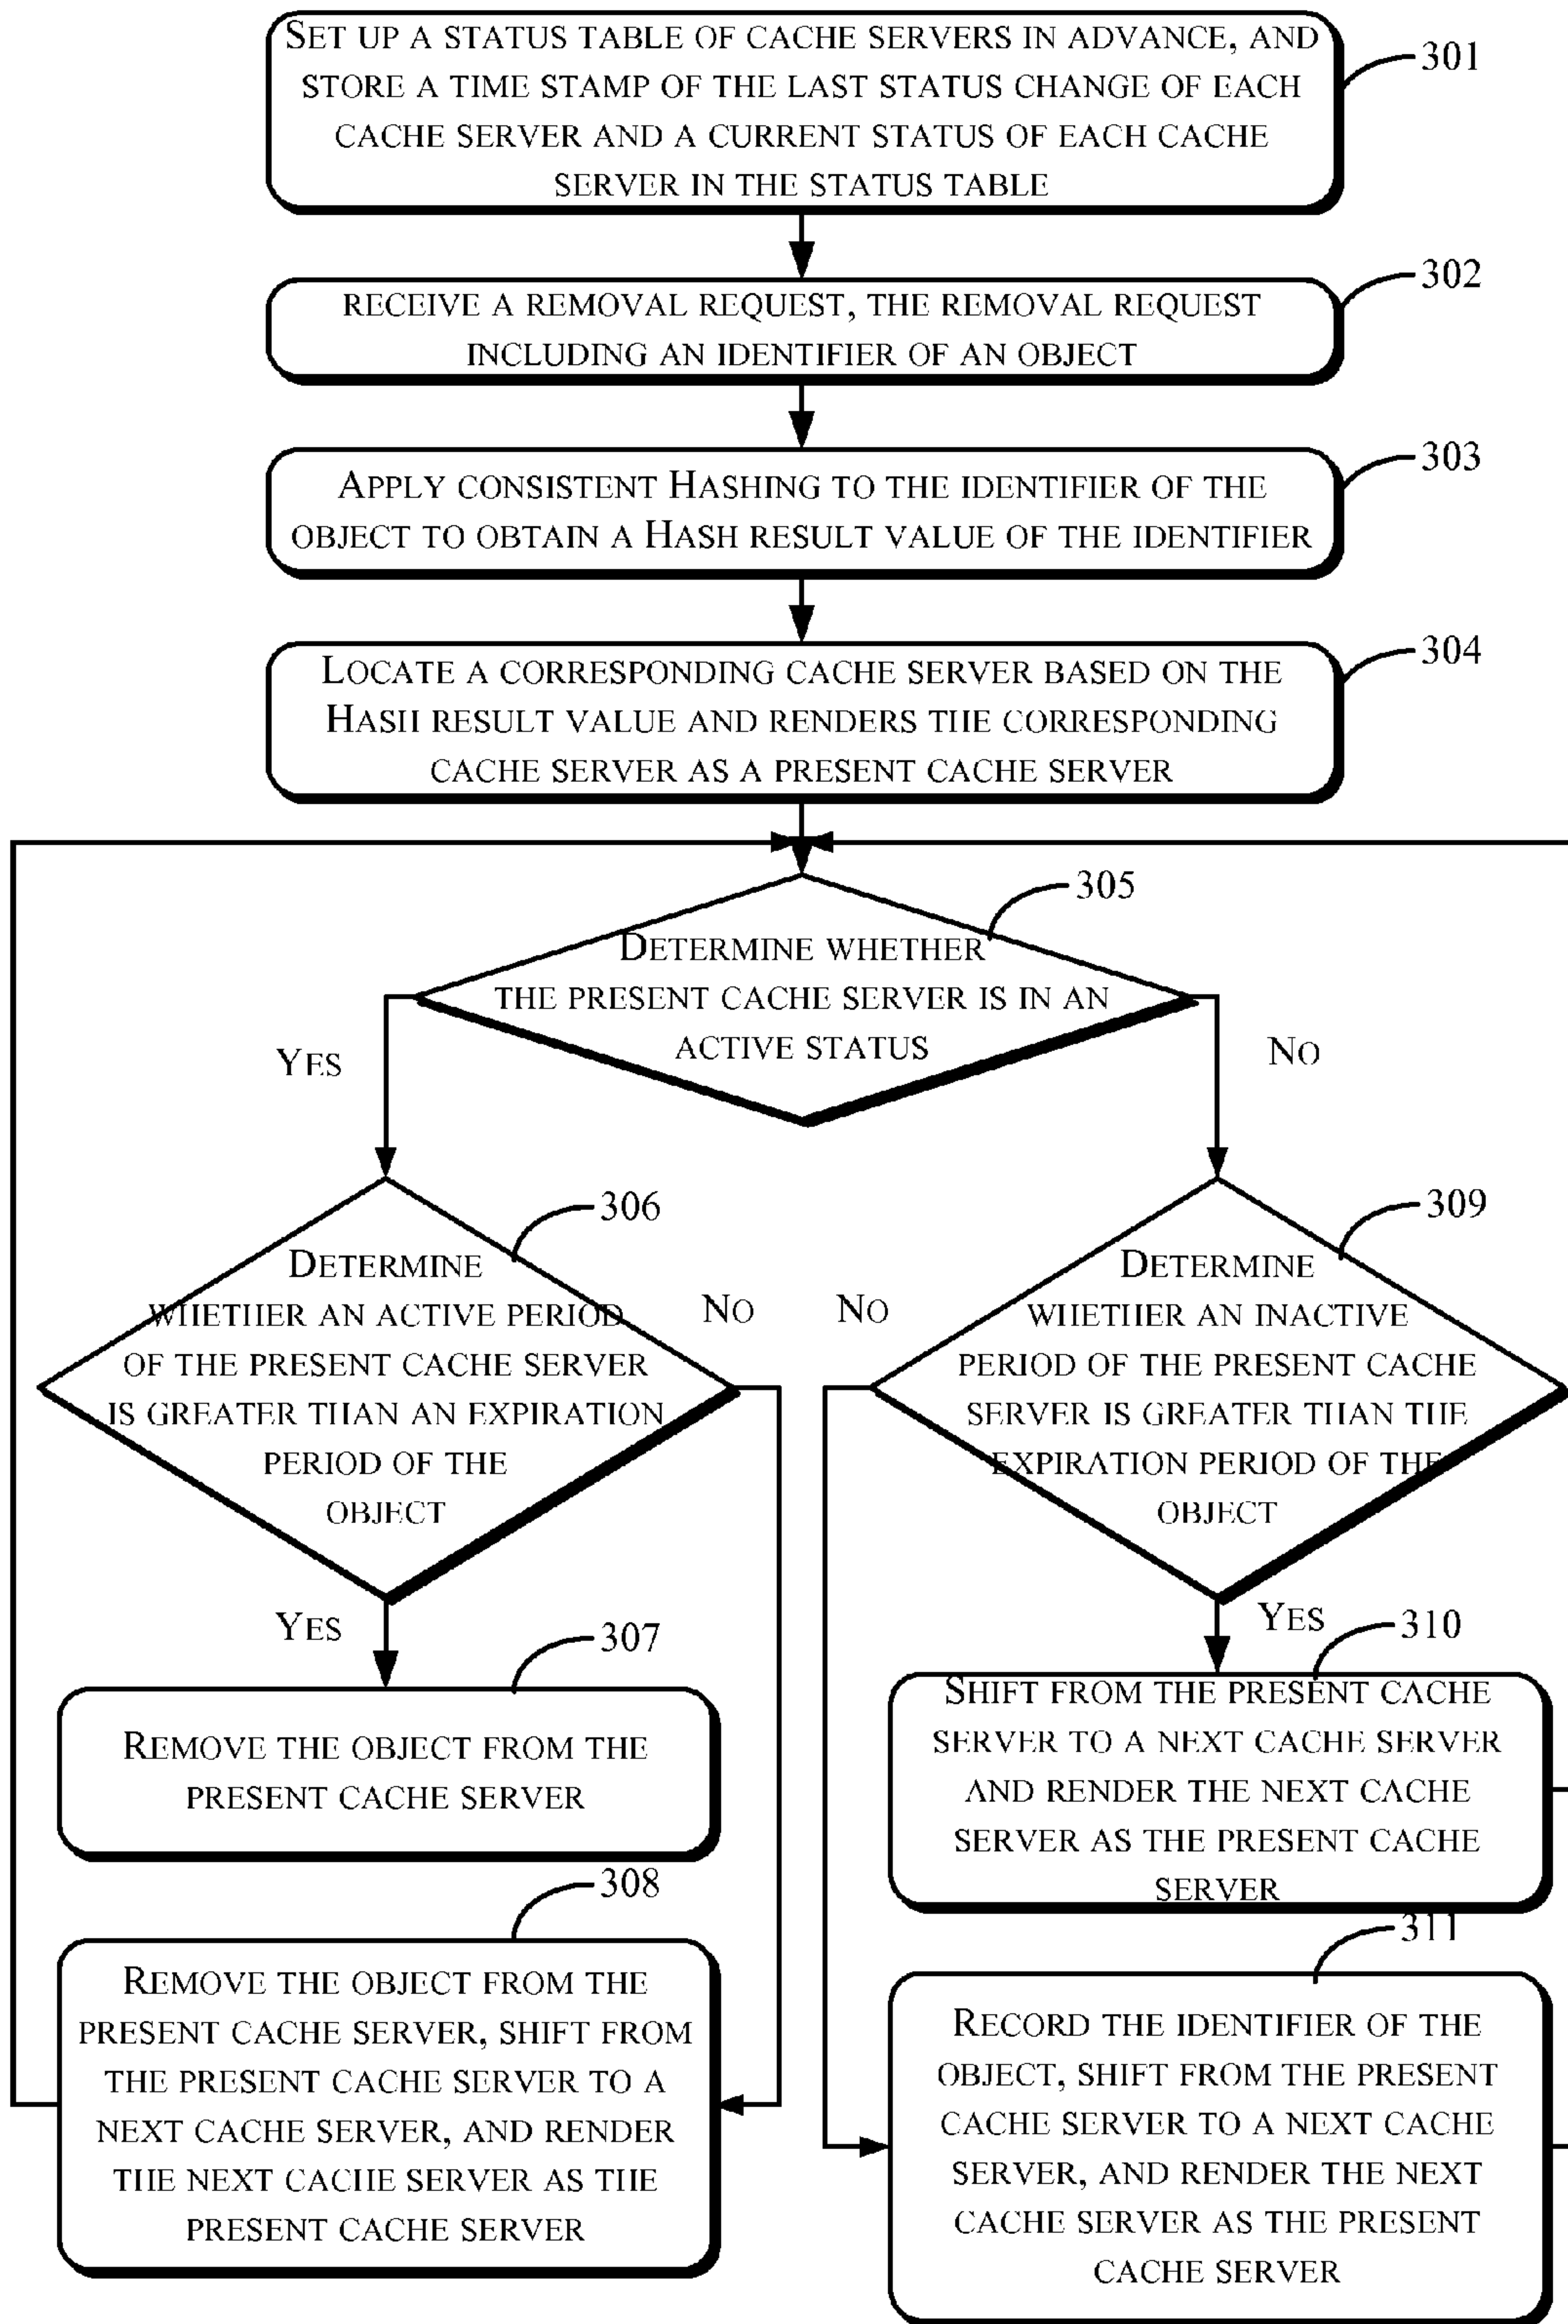 SET UP A STATUS TABLE OF CACHE SERVERS IN ADVANCE, AND
STORE A TIME STAMP OF THE LAST STATUS CHANGE OF EACH
CACHE SERVER AND A CURRENT STATUS OF EACH CACHE
SERVER IN THE STATUS TABLE
301
302
RECEIVE A REMOVAL REQUEST, THE REMOVAL REQUEST
INCLUDING AN IDENTIFIER OF AN OBJECT
303
APPLY CONSISTENT HASHING TO THE IDENTIFIER OF THE
OBJECT TO OBTAIN A HASH RESULT VALUE OF THE IDENTIFIER
304
LOCATE A CORRESPONDING CACHE SERVER BASED ON THE
HASH RESULT VALUE AND RENDERS THE CORRESPONDING
CACHE SERVER AS A PRESENT CACHE SERVER
305
DETERMINE WHETHER
THE PRESENT CACHE SERVER IS IN AN
ACTIVE STATUS
YES
NO
306
DETERMINE
WHETHER AN ACTIVE PERIOD
OF THE PRESENT CACHE SERVER
IS GREATER THAN AN EXPIRATION
PERIOD OF THE
OBJECT
NO
YES
307
REMOVE THE OBJECT FROM THE
PRESENT CACHE SERVER
308
REMOVE THE OBJECT FROM THE
PRESENT CACHE SERVER, SHIFT FROM
THE PRESENT CACHE SERVER TO A
NEXT CACHE SERVER, AND RENDER
THE NEXT CACHE SERVER AS THE
PRESENT CACHE SERVER
309
NO
DETERMINE
WHETHER AN INACTIVE
PERIOD OF THE PRESENT CACHE
SERVER IS GREATER THAN THE
EXPIRATION PERIOD OF THE
OBJECT
YES
310
SHIFT FROM THE PRESENT CACHE
SERVER TO A NEXT CACHE SERVER
AND RENDER THE NEXT CACHE
SERVER AS THE PRESENT CACHE
SERVER
311
RECORD THE IDENTIFIER OF THE
OBJECT, SHIFT FROM THE PRESENT
CACHE SERVER TO A NEXT CACHE
SERVER, AND RENDER THE NEXT
CACHE SERVER AS THE PRESENT
CACHE SERVER